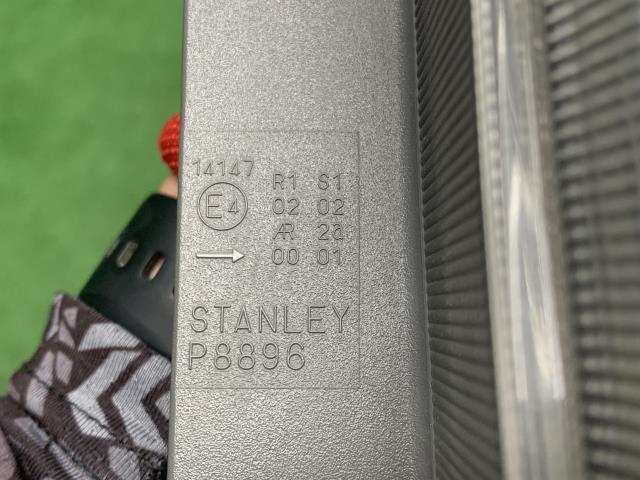 14147
E4
R1 S1
02 02
AR 2a
00 01
→
STANLEY
P8896